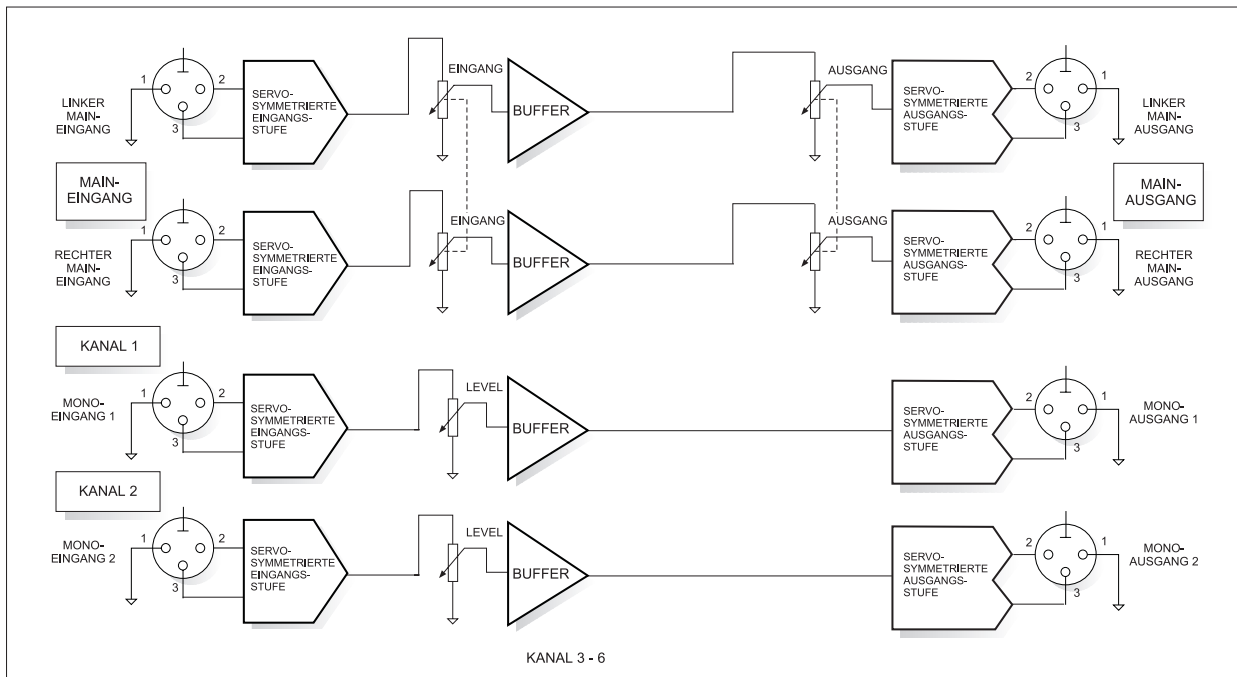 1
2
3
LINKER
MAIN-
EINGANG
SERVO-
SYMMETRIERTE
EINGANGS-
STUFE
EINGANG
BUFFER
AUSGANG
SERVO-
SYMMETRIERTE
AUSGANGS-
STUFE
2
1
3
LINKER
MAIN-
AUSGANG
MAIN-
EINGANG
MAIN-
AUSGANG
1
2
3
RECHTER
MAIN-
EINGANG
SERVO-
SYMMETRIERTE
EINGANGS-
STUFE
EINGANG
BUFFER
AUSGANG
SERVO-
SYMMETRIERTE
AUSGANGS-
STUFE
2
1
3
RECHTER
MAIN-
AUSGANG
KANAL 1
1
2
3
MONO-
EINGANG 1
SERVO-
SYMMETRIERTE
EINGANGS-
STUFE
LEVEL
BUFFER
SERVO-
SYMMETRIERTE
AUSGANGS-
STUFE
2
1
3
MONO-
AUSGANG 1
KANAL 2
1
2
3
MONO-
EINGANG 2
SERVO-
SYMMETRIERTE
EINGANGS-
STUFE
LEVEL
BUFFER
SERVO-
SYMMETRIERTE
AUSGANGS-
STUFE
2
1
3
MONO-
AUSGANG 2
KANAL 3 - 6